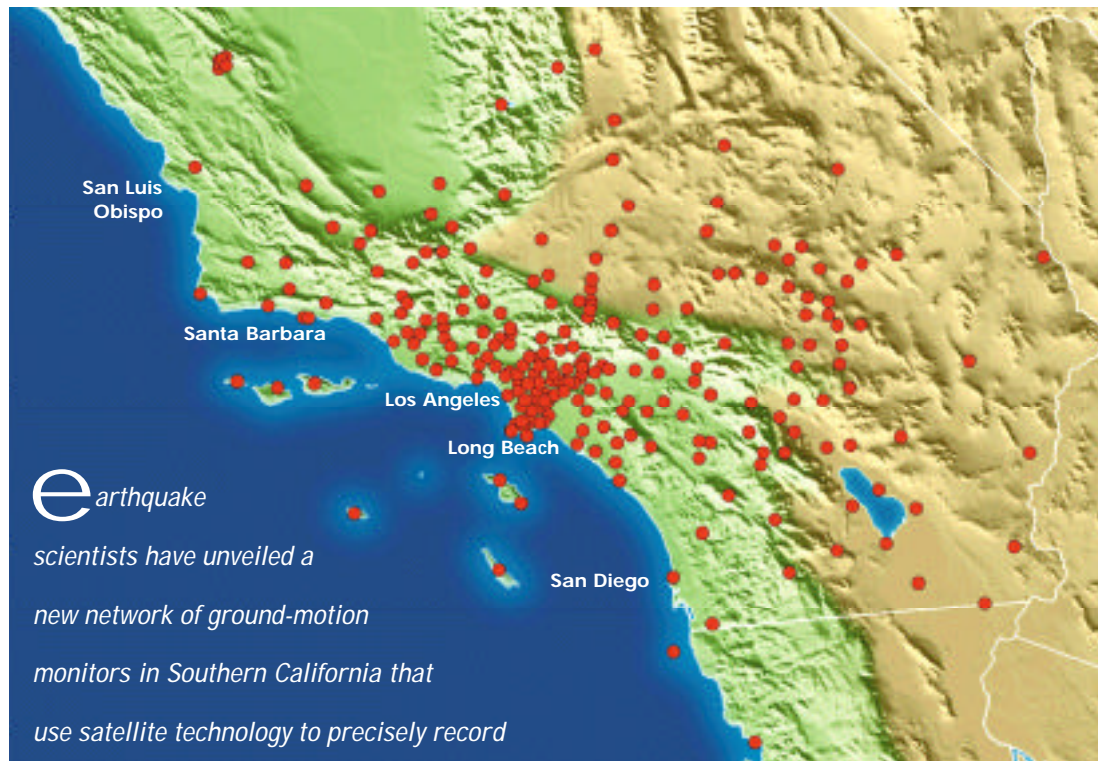 San Luis
Obispo
Santa Barbara
Los Angeles
Long Beach
San Diego
earthquake
scientists have unveiled a
new network of ground-motion
monitors in Southern California that
use satellite technology to precisely record